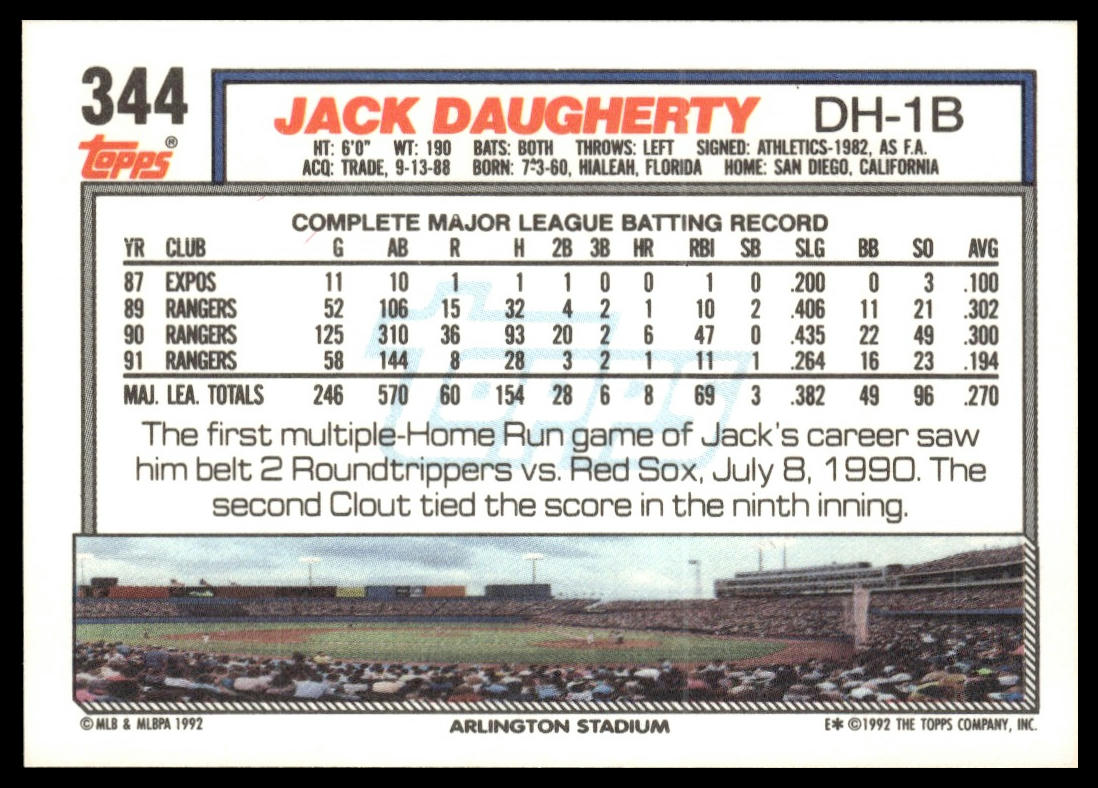 344
JACK DAUGHERTY DH-1B
Topps®
HT: 6'0" WT: 190 BATS: BOTH THROWS: LEFT SIGNED: ATHLETICS-1982, AS F.A.
ACQ: TRADE, 9-13-88 BORN: 7-3-60, HIALEAH, FLORIDA HOME: SAN DIEGO, CALIFORNIA
COMPLETE MAJOR LEAGUE BATTING RECORD
YR CLUB G AB R H 2B 3B HR RBI SB SLG BB SO AVG
87 EXPOS 11 10 1 1 1 0 0 1 0 .200 0 3 .100
89 RANGERS 52 106 15 32 4 2 1 10 2 .406 11 21 .302
90 RANGERS 125 310 36 93 20 2 6 47 0 .435 22 49 .300
91 RANGERS 58 144 8 28 3 2 1 11 1 .264 16 23 .194
MAJ. LEA. TOTALS 246 570 60 154 28 6 8 69 3 .382 49 96 .270
Topps
The first multiple-Home Run game of Jack's career saw
him belt 2 Roundtrippers vs. Red Sox, July 8, 1990. The
second Clout tied the score in the ninth inning.
© MLB & MLBPA 1992 ARLINGTON STADIUM E* ©1992 THE TOPPS COMPANY, INC.